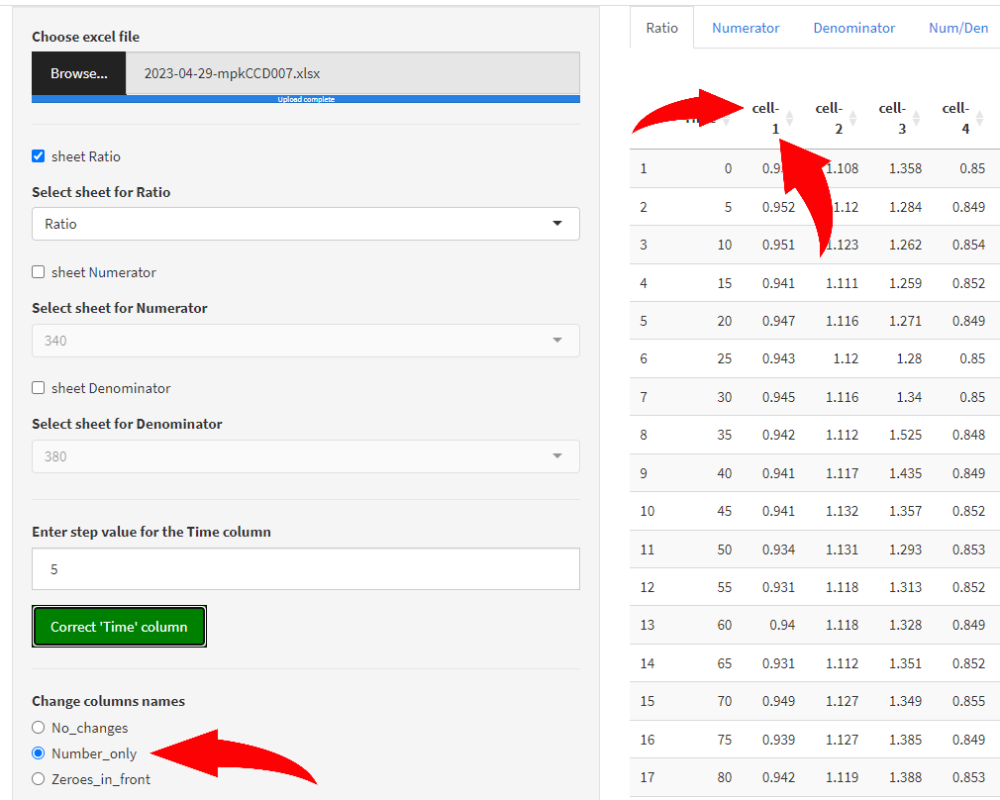 Choose excel file
Browse... 2023-04-29-mpkCCD007.xlsx
Upload complete
sheet Ratio
Select sheet for Ratio
Ratio
sheet Numerator
Select sheet for Numerator
340
sheet Denominator
Select sheet for Denominator
380
Enter step value for the Time column
5
Correct 'Time' column
Change columns names
No_changes
Number_only
Zeroes_in_front
Ratio Numerator Denominator Num/Den
cell-1 cell-2 cell-3 cell-4
1 0 1.108 1.358 0.85
2 5 0.952 1.12 1.284 0.849
3 10 0.951 1.123 1.262 0.854
4 15 0.941 1.111 1.259 0.852
5 20 0.947 1.116 1.271 0.849
6 25 0.943 1.12 1.28 0.85
7 30 0.945 1.116 1.34 0.85
8 35 0.942 1.112 1.525 0.848
9 40 0.941 1.117 1.435 0.849
10 45 0.941 1.132 1.357 0.852
11 50 0.934 1.131 1.293 0.853
12 55 0.931 1.118 1.313 0.852
13 60 0.94 1.118 1.328 0.849
14 65 0.931 1.112 1.351 0.852
15 70 0.949 1.127 1.349 0.855
16 75 0.939 1.127 1.385 0.849
17 80 0.942 1.119 1.388 0.853